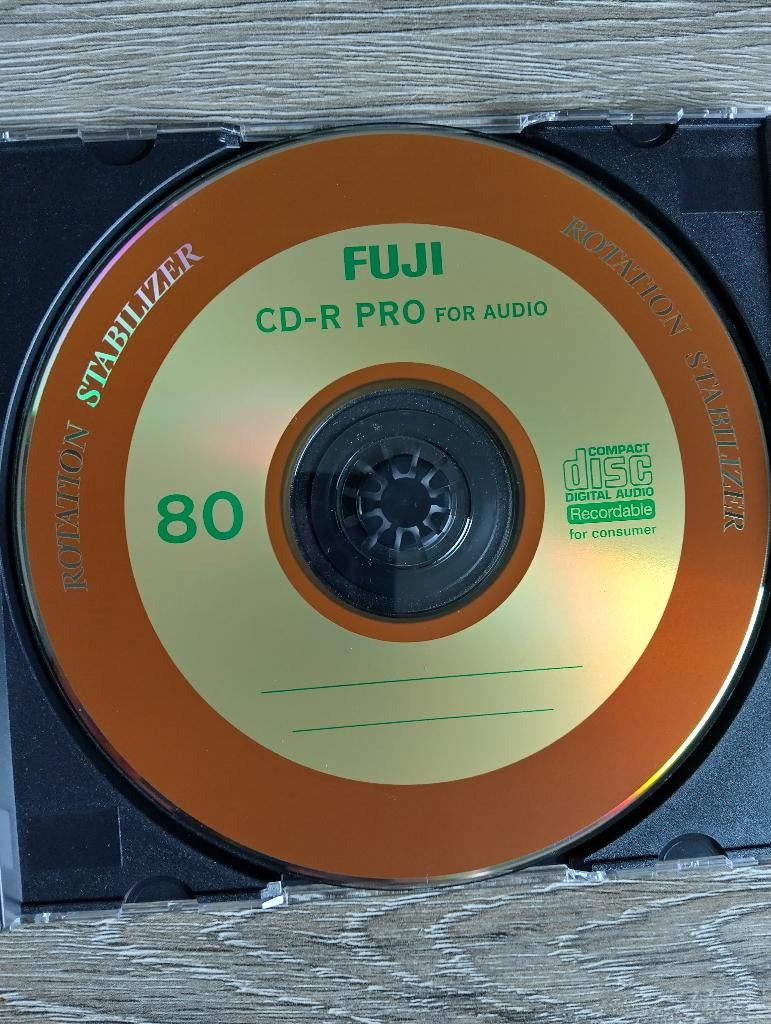 FUJI
CD-R PRO FOR AUDIO
ROTATION STABILIZER
ROTATION STABILIZER
80
COMPACT
disc
DIGITAL AUDIO
Recordable
for consumer